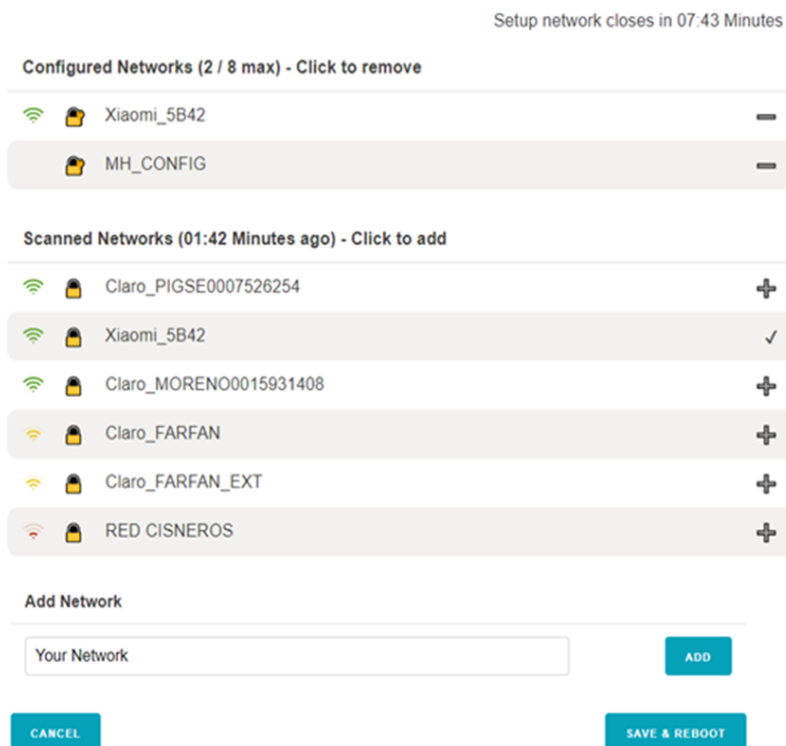 Setup network closes in 07:43 Minutes
Configured Networks (2 / 8 max) - Click to remove
Xiaomi_5B42
MH_CONFIG
Scanned Networks (01:42 Minutes ago) - Click to add
Claro_PIGSE0007526254
Xiaomi_5B42
Claro_MORENO0015931408
Claro_FARFAN
Claro_FARFAN_EXT
RED CISNEROS
Add Network
Your Network
ADD
CANCEL
SAVE & REBOOT